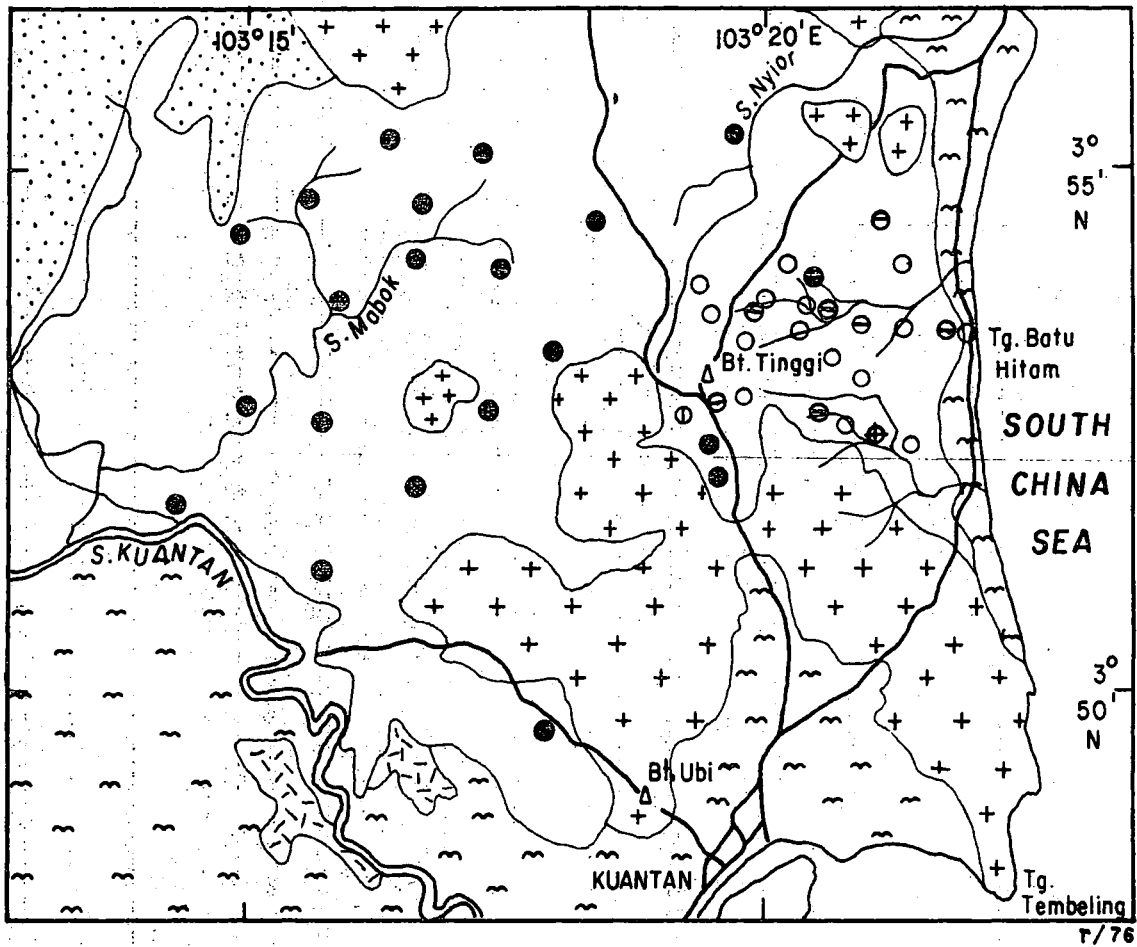 103° 15'
103° 20' E
S. Nyior
3°
55'
N
S. Mabok
Bt. Tinggi
Tg. Batu
Hitam
SOUTH
CHINA
SEA
S. KUANTAN
3°
50'
N
Bt. Ubi
KUANTAN
Tg.
Tembeling
r/76